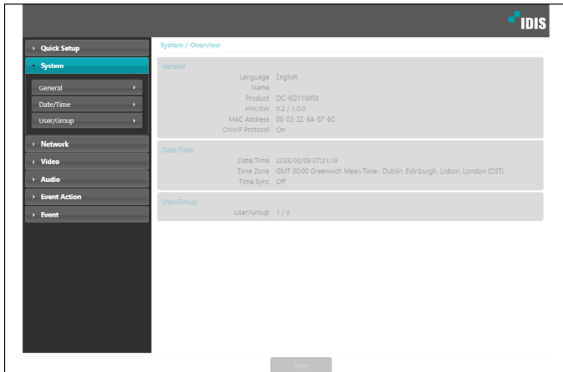 IDIS
Quick Setup
System
General
Date/Time
User/Group
Network
Video
Audio
Event Action
Event
System / Overview
General
Language English
Name
Product DC-I6211WRX
HW/SW 0.2 / 1.0.0
MAC Address 00 03 22 6A 67 6C
ONVIF Protocol On
Date/Time
Date/Time 2023/06/09 07:21:19
Time Zone GMT 00:00 Greenwich Mean Time : Dublin, Edinburgh, Lisbon, London (DST)
Time Sync Off
User/Group
User/Group 1 / 3
Save